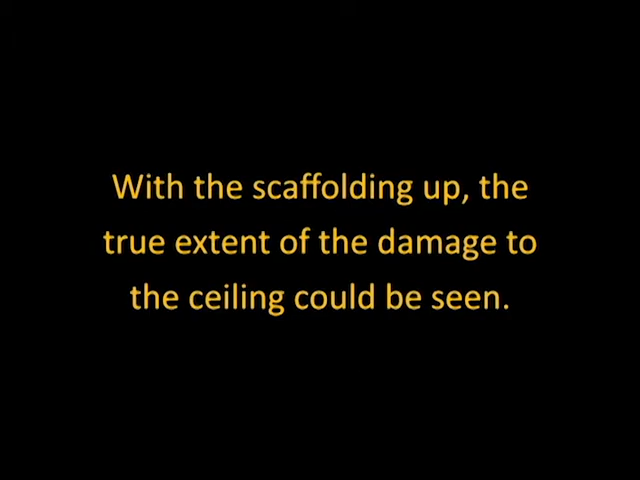 With the scaffolding up, the
true extent of the damage to
the ceiling could be seen.